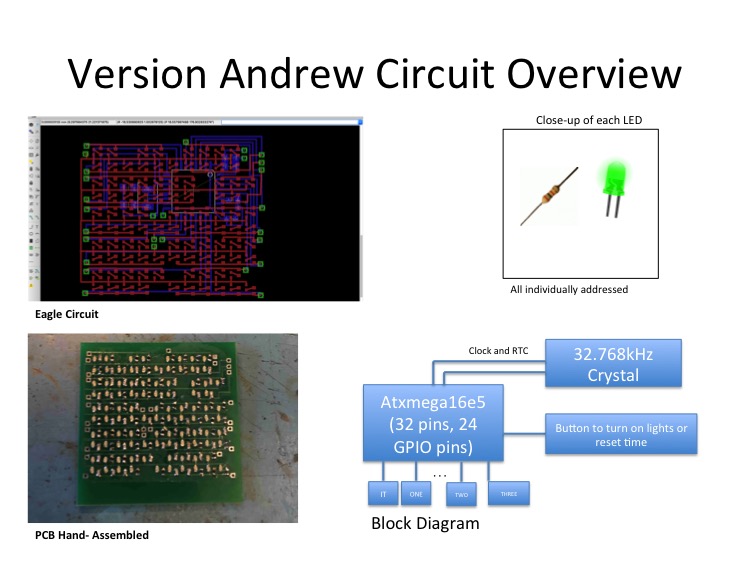 Version Andrew Circuit Overview
Close-up of each LED
All individually addressed
Eagle Circuit
Clock and RTC
32.768kHz
Crystal
Atxmega16e5
(32 pins, 24
GPIO pins)
Button to turn on lights or
reset time
...
IT
ONE
TWO
THREE
Block Diagram
PCB Hand- Assembled